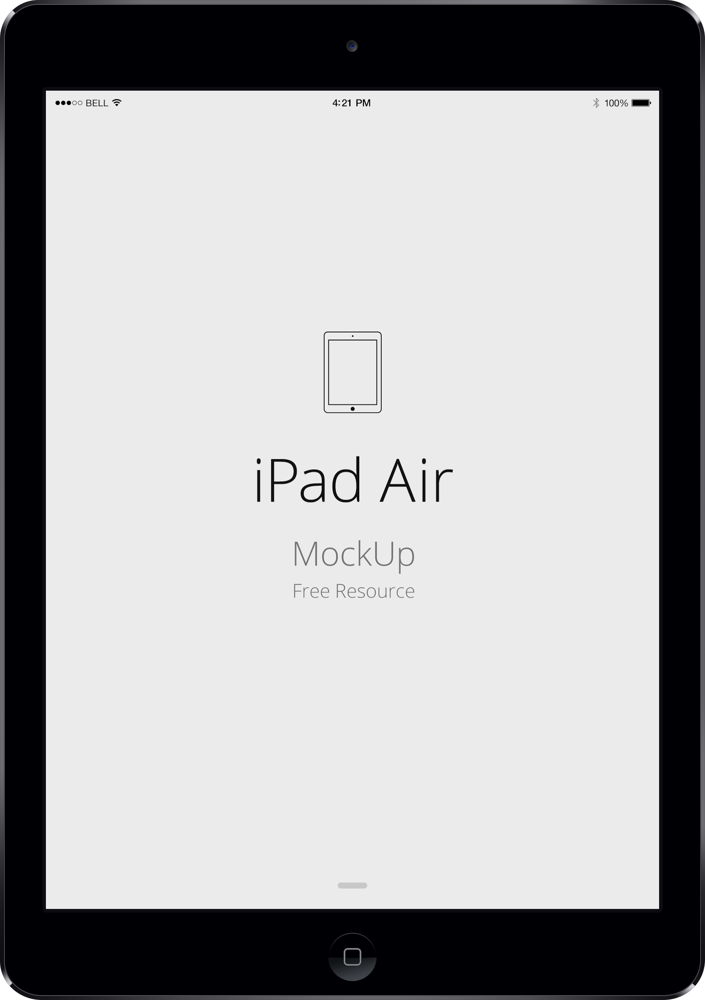 BELL 4:21 PM 100%
iPad Air
MockUp
Free Resource